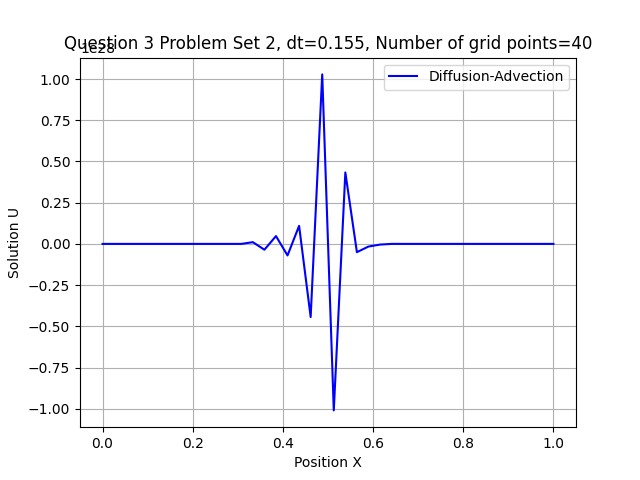 Question 3 Problem Set 2, dt=0.155, Number of grid points=40
1e28
Diffusion-Advection
1.00
0.75
0.50
0.25
0.00
−0.25
−0.50
−0.75
−1.00
Solution U
0.0 0.2 0.4 0.6 0.8 1.0
Position X